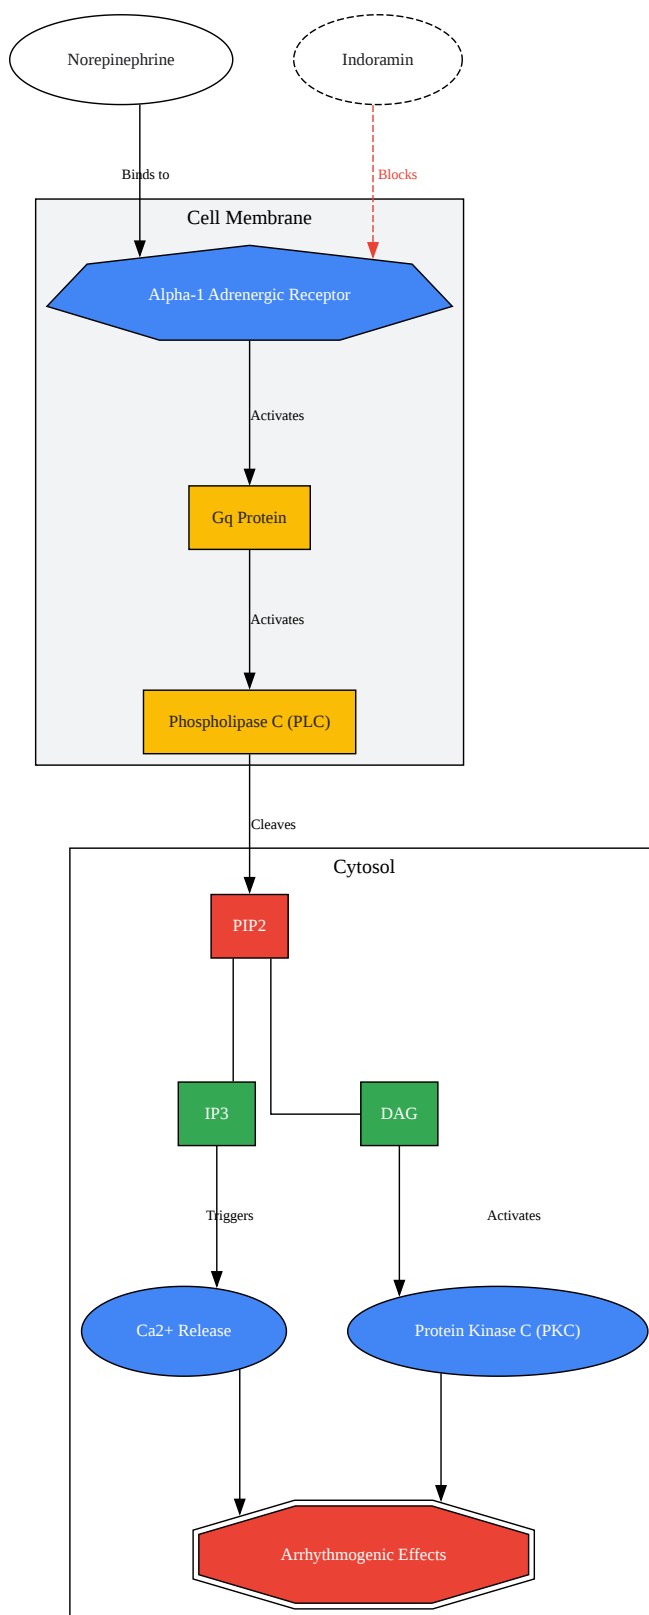 Norepinephrine
Indoramin
Binds to
Blocks
Cell Membrane
Alpha-1 Adrenergic Receptor
Activates
Gq Protein
Activates
Phospholipase C (PLC)
Cleaves
Cytosol
PIP2
IP3
DAG
Triggers
Activates
Ca2+ Release
Protein Kinase C (PKC)
Arrhythmogenic Effects